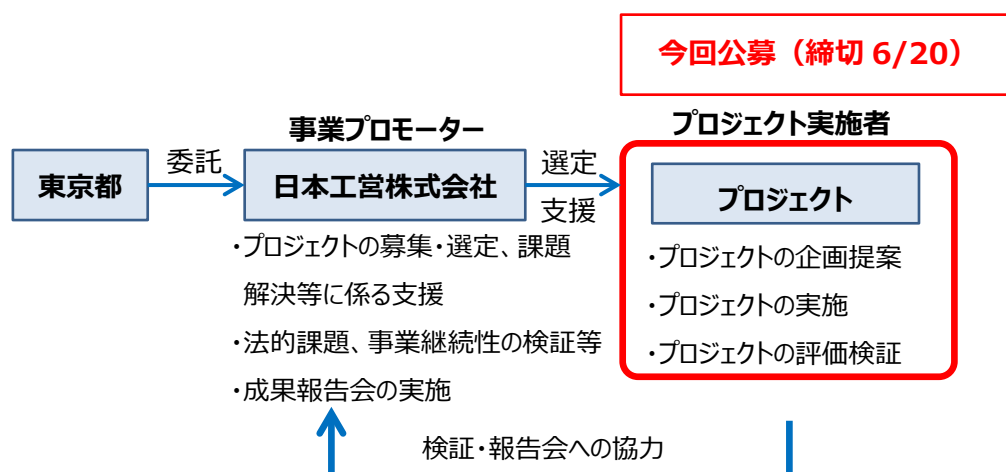 今回公募（締切 6/20）
事業プロモーター
プロジェクト実施者
東京都
委託
日本工営株式会社
選定
支援
プロジェクト
・プロジェクトの募集・選定、課題
解決等に係る支援
・法的課題、事業継続性の検証等
・成果報告会の実施
・プロジェクトの企画提案
・プロジェクトの実施
・プロジェクトの評価検証
検証・報告会への協力